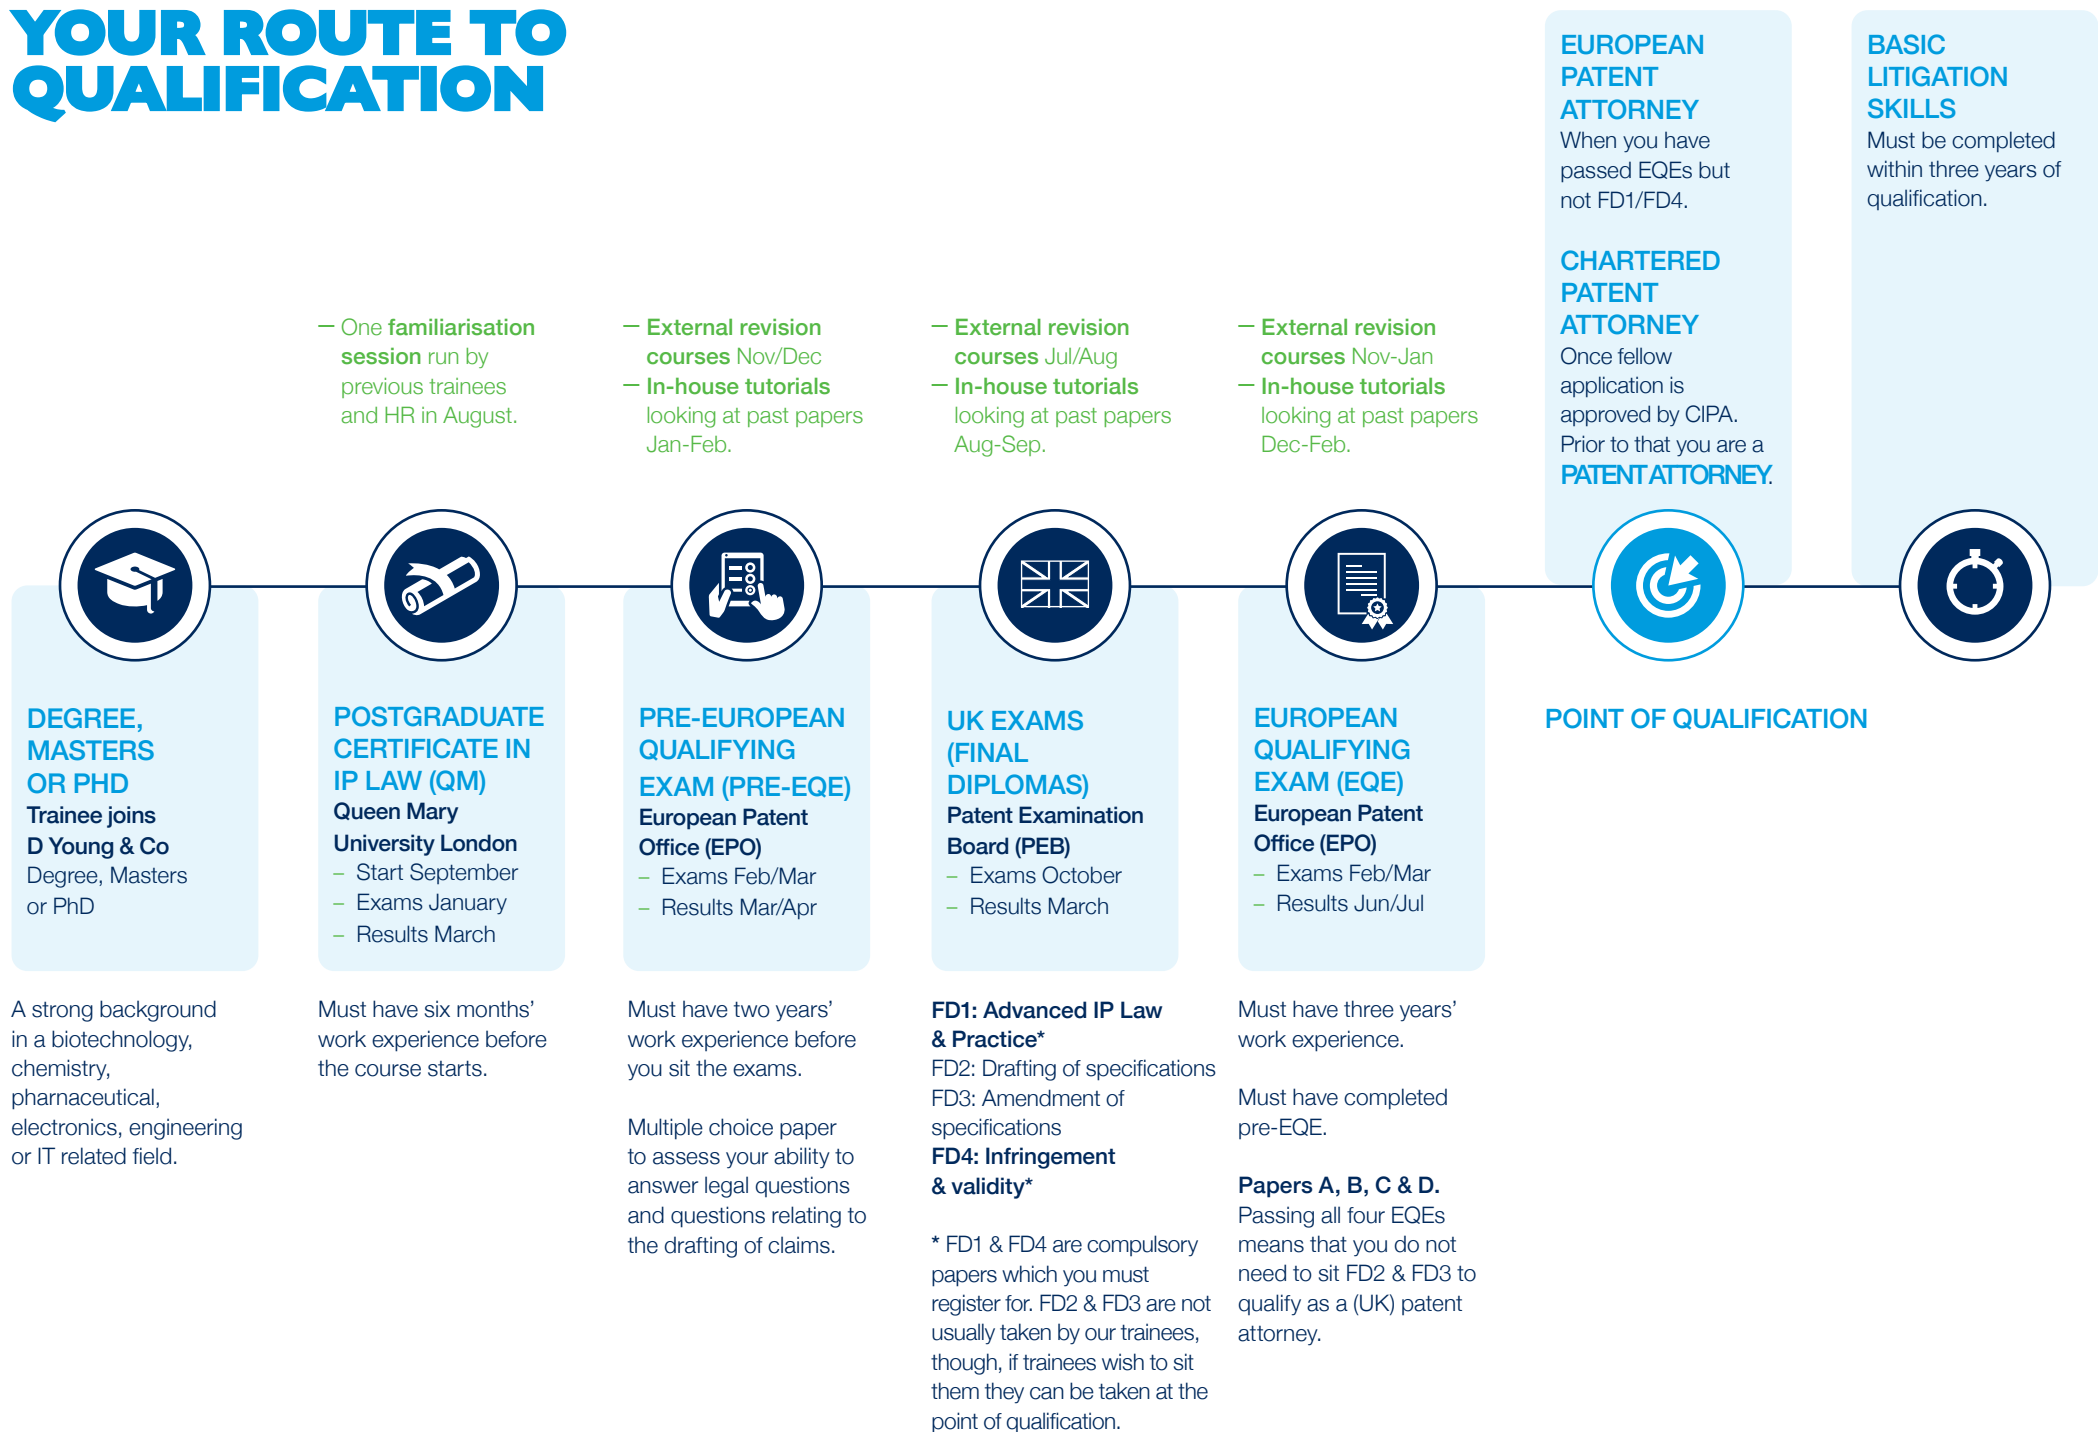 YOUR ROUTE TO
QUALIFICATION
— One familiarisation
session run by
previous trainees
and HR in August.
— External revision
courses Nov/Dec
— In-house tutorials
looking at past papers
Jan-Feb.
— External revision
courses Jul/Aug
— In-house tutorials
looking at past papers
Aug-Sep.
— External revision
courses Nov-Jan
— In-house tutorials
looking at past papers
Dec-Feb.
EUROPEAN
PATENT
ATTORNEY
When you have
passed EQEs but
not FD1/FD4.
CHARTERED
PATENT
ATTORNEY
Once fellow
application is
approved by CIPA.
Prior to that you are a
PATENT ATTORNEY.
BASIC
LITIGATION
SKILLS
Must be completed
within three years of
qualification.
DEGREE,
MASTERS
OR PHD
Trainee joins
D Young & Co
Degree, Masters
or PhD
A strong background
in a biotechnology,
chemistry,
pharnaceutical,
electronics, engineering
or IT related field.
POSTGRADUATE
CERTIFICATE IN
IP LAW (QM)
Queen Mary
University London
– Start September
– Exams January
– Results March
Must have six months’
work experience before
the course starts.
PRE-EUROPEAN
QUALIFYING
EXAM (PRE-EQE)
European Patent
Office (EPO)
– Exams Feb/Mar
– Results Mar/Apr
Must have two years’
work experience before
you sit the exams.
Multiple choice paper
to assess your ability to
answer legal questions
and questions relating to
the drafting of claims.
UK EXAMS
(FINAL
DIPLOMAS)
Patent Examination
Board (PEB)
– Exams October
– Results March
FD1: Advanced IP Law
& Practice*
FD2: Drafting of specifications
FD3: Amendment of
specifications
FD4: Infringement
& validity*
* FD1 & FD4 are compulsory
papers which you must
register for. FD2 & FD3 are not
usually taken by our trainees,
though, if trainees wish to sit
them they can be taken at the
point of qualification.
EUROPEAN
QUALIFYING
EXAM (EQE)
European Patent
Office (EPO)
– Exams Feb/Mar
– Results Jun/Jul
Must have three years’
work experience.
Must have completed
pre-EQE.
Papers A, B, C & D.
Passing all four EQEs
means that you do not
need to sit FD2 & FD3 to
qualify as a (UK) patent
attorney.
POINT OF QUALIFICATION